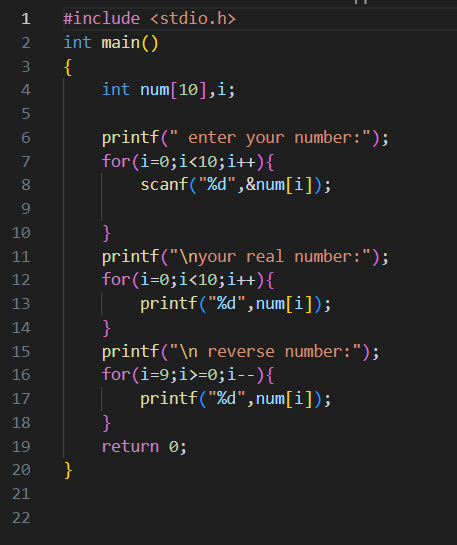 1 #include <stdio.h>
2 int main()
3 {
4     int num[10],i;
5
6     printf(" enter your number:");
7     for(i=0;i<10;i++){
8         scanf("%d",&num[i]);
9
10     }
11     printf("\nyour real number:");
12     for(i=0;i<10;i++){
13         printf("%d",num[i]);
14     }
15     printf("\n reverse number:");
16     for(i=9;i>=0;i--){
17         printf("%d",num[i]);
18     }
19     return 0;
20 }
21
22